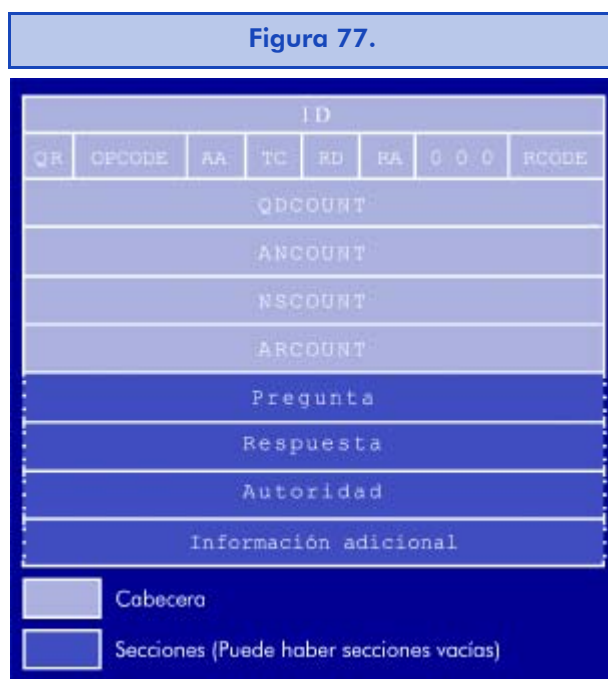 Figura 77.
ID
QR OPCODE AA TC RD RA 0 0 0 RCODE
QDCOUNT
ANCOUNT
NSCOUNT
ARCOUNT
Pregunta
Respuesta
Autoridad
Información adicional
Cabecera
Secciones (Puede haber secciones vacías)